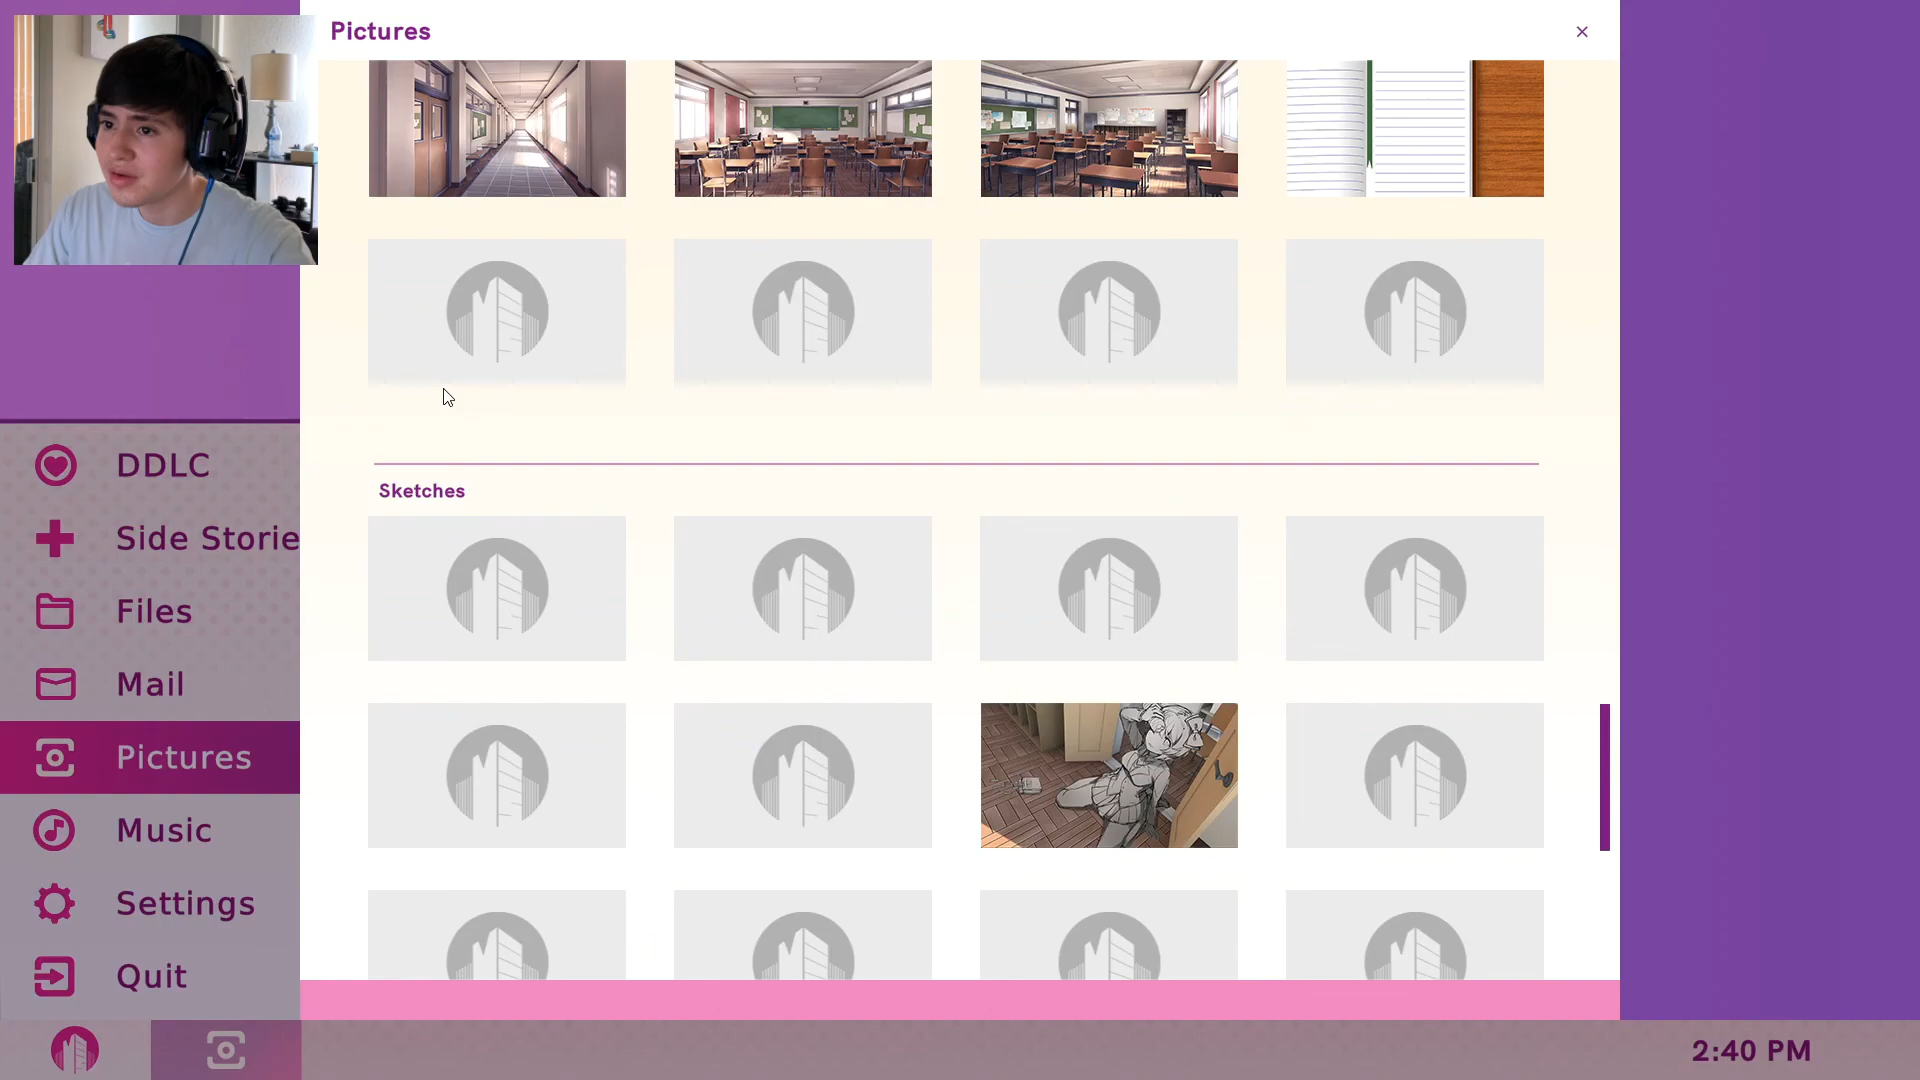 Pictures
×
DDLC
Sketches
Side Storie
Files
Mail
Pictures
Music
Settings
Quit
2:40 PM